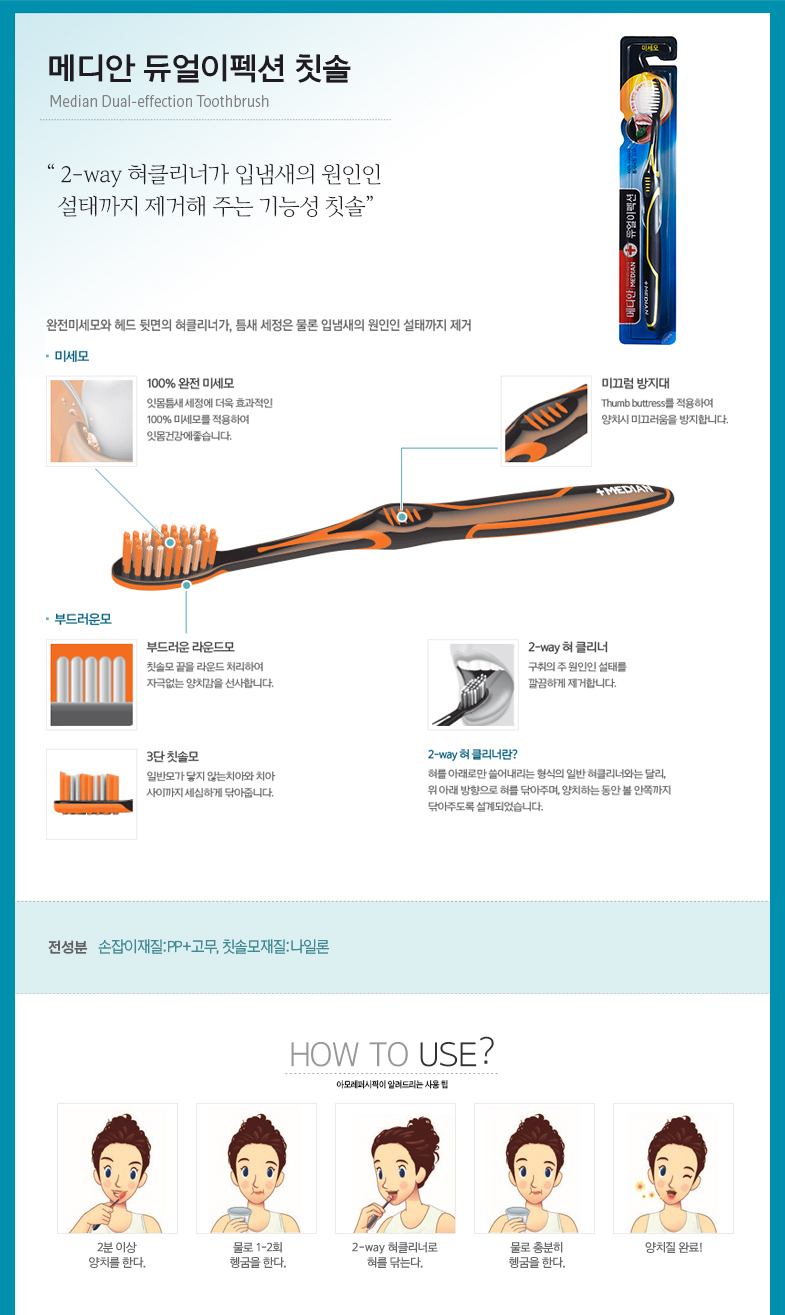 메디안 듀얼이펙션 칫솔
Median Dual-effection Toothbrush
“ 2-way 혀클리너가 입냄새의 원인인
설태까지 제거해 주는 기능성 칫솔”
미세모
메디안 MEDIAN 듀얼이펙션
MEDIAN
완전미세모와 헤드 뒷면의 혀클리너가, 틈새 세정은 물론 입냄새의 원인인 설태까지 제거
미세모
100% 완전 미세모
잇몸틈새 세정에 더욱 효과적인
100% 미세모를 적용하여
잇몸건강에좋습니다.
미끄럼 방지대
Thumb buttress를 적용하여
양치시 미끄러움을 방지합니다.
MEDIAN
부드러운모
부드러운 라운드모
칫솔모 끝을 라운드 처리하여
자극없는 양치감을 선사합니다.
2-way 혀 클리너
구취의 주 원인인 설태를
깔끔하게 제거합니다.
3단 칫솔모
일반모가 닿지 않는치아와 치아
사이까지 세심하게 닦아줍니다.
2-way 혀 클리너란?
혀를 아래로만 쓸어내리는 형식의 일반 혀클리너와는 달리,
위 아래 방향으로 혀를 닦아주며, 양치하는 동안 볼 안쪽까지
닦아주도록 설계되었습니다.
전성분 손잡이재질:PP+고무, 칫솔모재질:나일론
HOW TO USE?
아모레퍼시픽이 알려드리는 사용 팁
2분 이상
양치를 한다.
물로 1-2회
헹굼을 한다.
2-way 혀클리너로
혀를 닦는다.
물로 충분히
헹굼을 한다.
양치질 완료!